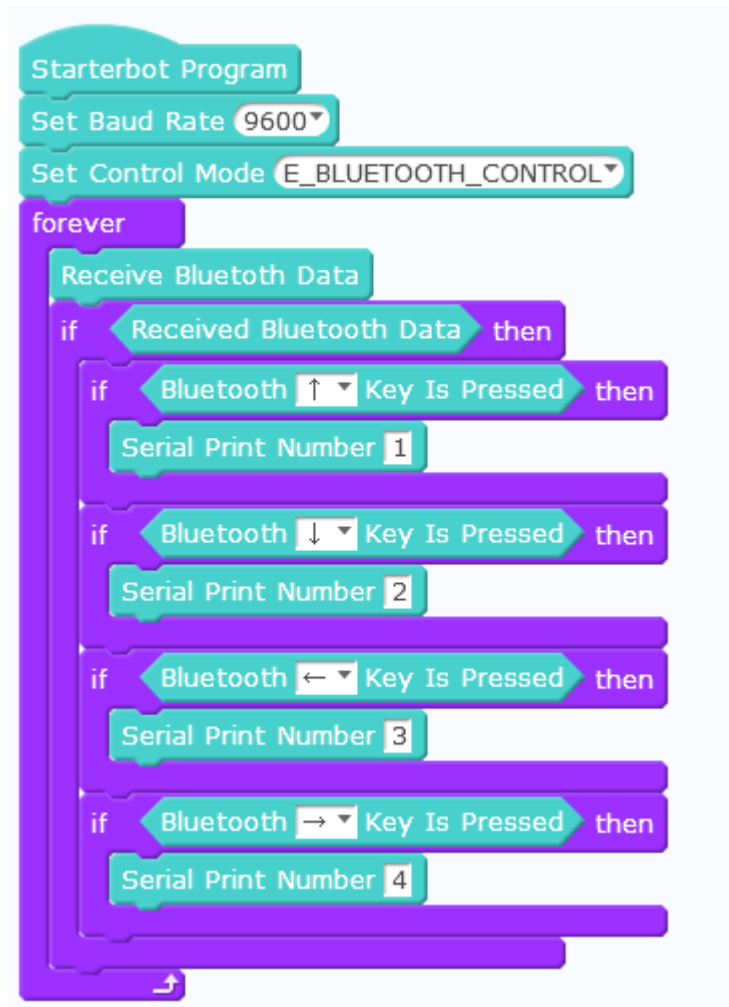 Starterbot Program
Set Baud Rate 9600
Set Control Mode E_BLUETOOTH_CONTROL
forever
Receive Bluetoth Data
if Received Bluetooth Data then
if Bluetooth ↑ Key Is Pressed then
Serial Print Number 1
if Bluetooth ↓ Key Is Pressed then
Serial Print Number 2
if Bluetooth ← Key Is Pressed then
Serial Print Number 3
if Bluetooth → Key Is Pressed then
Serial Print Number 4